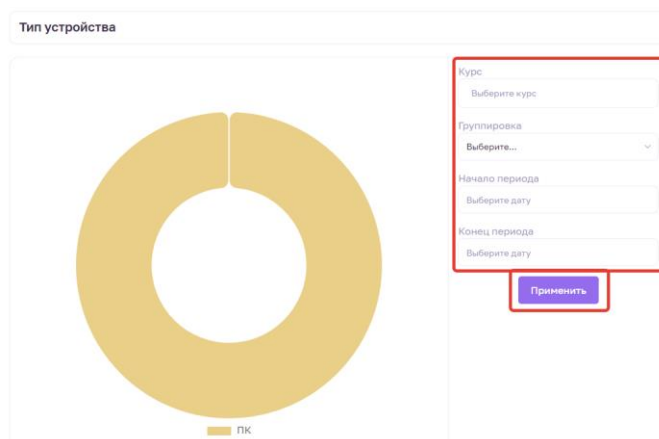 Тип устройства
Курс
Выберите курс
Группировка
Выберите...
Начало периода
Выберите дату
Конец периода
Выберите дату
Применить
ПК